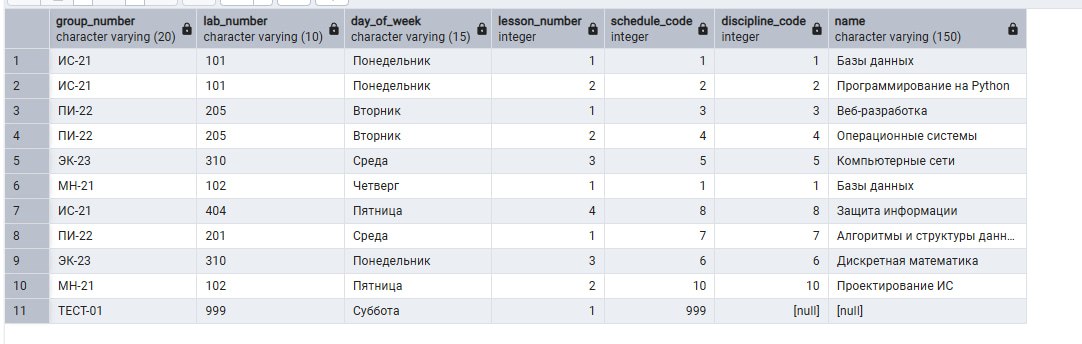 group_number lab_number day_of_week lesson_number schedule_code discipline_code name
character varying (20) character varying (10) character varying (15) integer integer integer character varying (150)
1 ИС-21 101 Понедельник 1 1 1 Базы данных
2 ИС-21 101 Понедельник 2 2 2 Программирование на Python
3 ПИ-22 205 Вторник 1 3 3 Веб-разработка
4 ПИ-22 205 Вторник 2 4 4 Операционные системы
5 ЭК-23 310 Среда 3 5 5 Компьютерные сети
6 МН-21 102 Четверг 1 1 1 Базы данных
7 ИС-21 404 Пятница 4 8 8 Защита информации
8 ПИ-22 201 Среда 1 7 7 Алгоритмы и структуры данн...
9 ЭК-23 310 Понедельник 3 6 6 Дискретная математика
10 МН-21 102 Пятница 2 10 10 Проектирование ИС
11 ТЕСТ-01 999 Суббота 1 999 [null] [null]